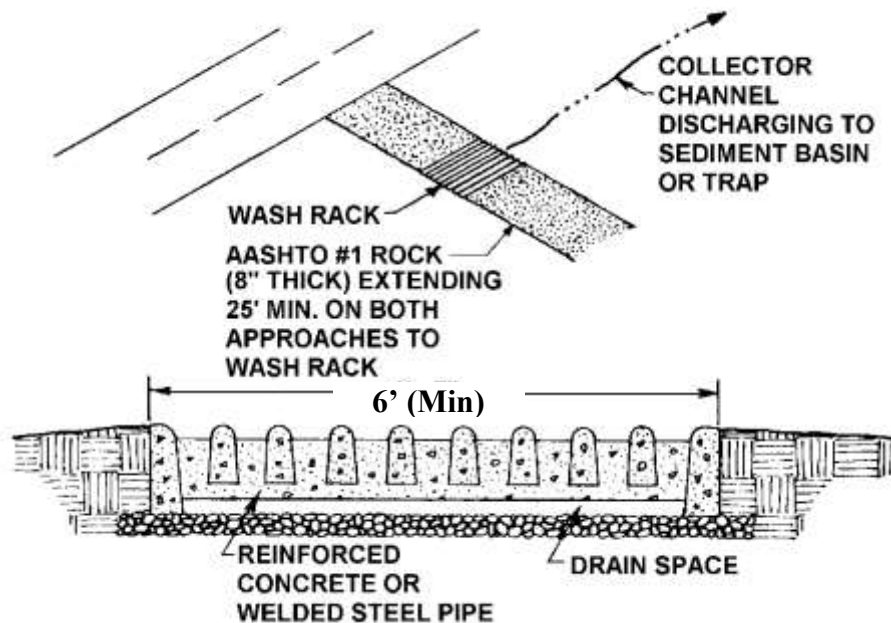 COLLECTOR
CHANNEL
DISCHARGING TO
SEDIMENT BASIN
OR TRAP
WASH RACK
AASHTO #1 ROCK
(8" THICK) EXTENDING
25' MIN. ON BOTH
APPROACHES TO
WASH RACK
6’ (Min)
REINFORCED
CONCRETE OR
WELDED STEEL PIPE
DRAIN SPACE